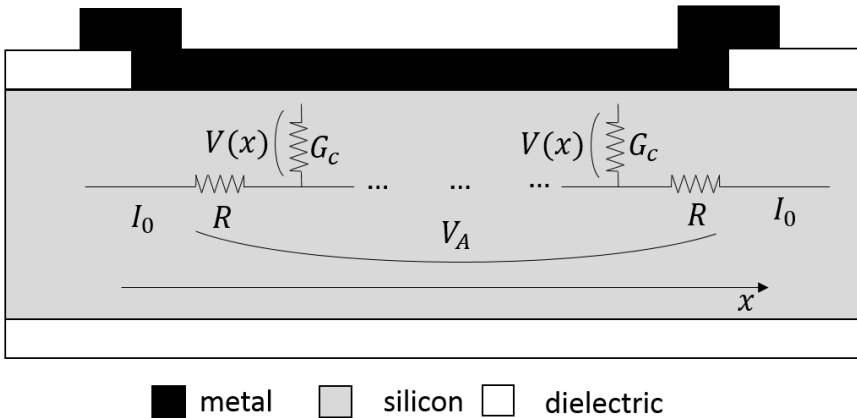 V(x) G_c V(x) G_c
... ... ...
I_0 R V_A R I_0
x
metal silicon dielectric